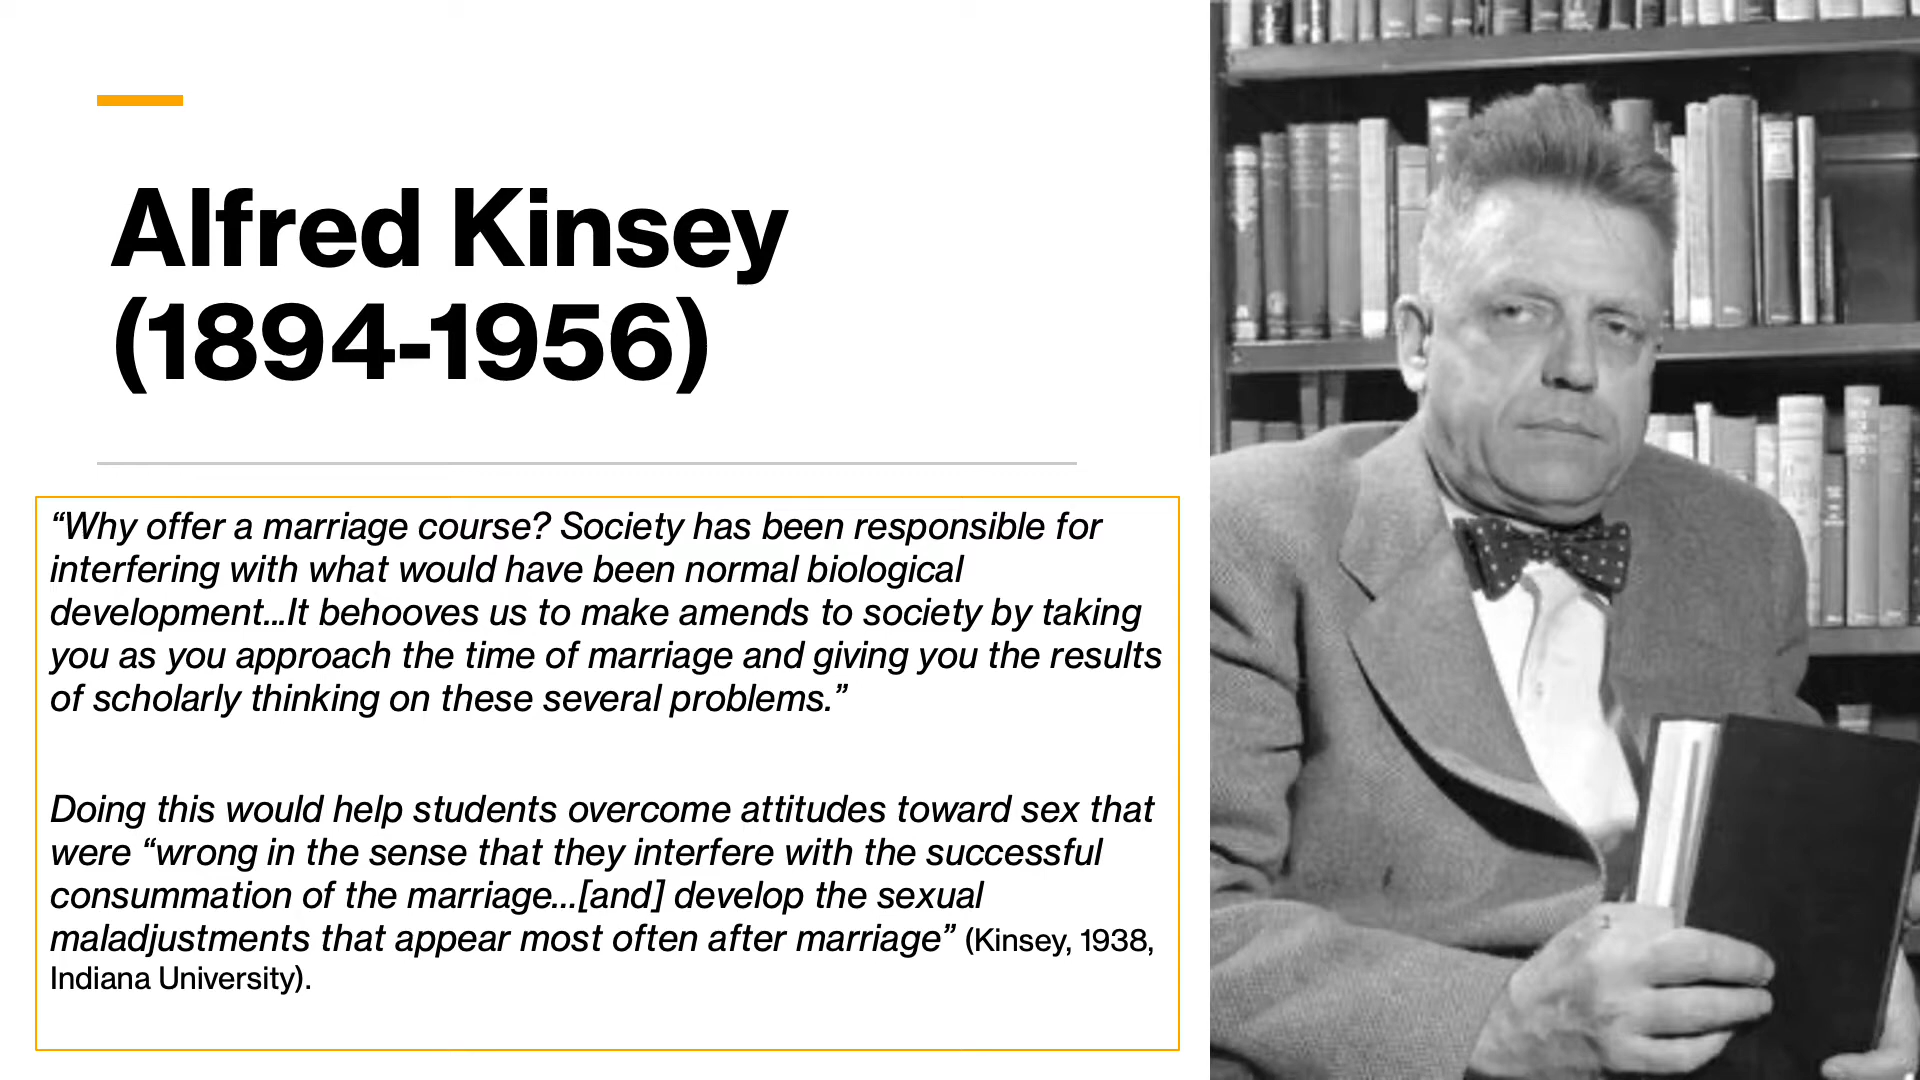 Alfred Kinsey
(1894-1956)
“Why offer a marriage course? Society has been responsible for
interfering with what would have been normal biological
development...It behooves us to make amends to society by taking
you as you approach the time of marriage and giving you the results
of scholarly thinking on these several problems.”
Doing this would help students overcome attitudes toward sex that
were “wrong in the sense that they interfere with the successful
consummation of the marriage...[and] develop the sexual
maladjustments that appear most often after marriage” (Kinsey, 1938,
Indiana University).